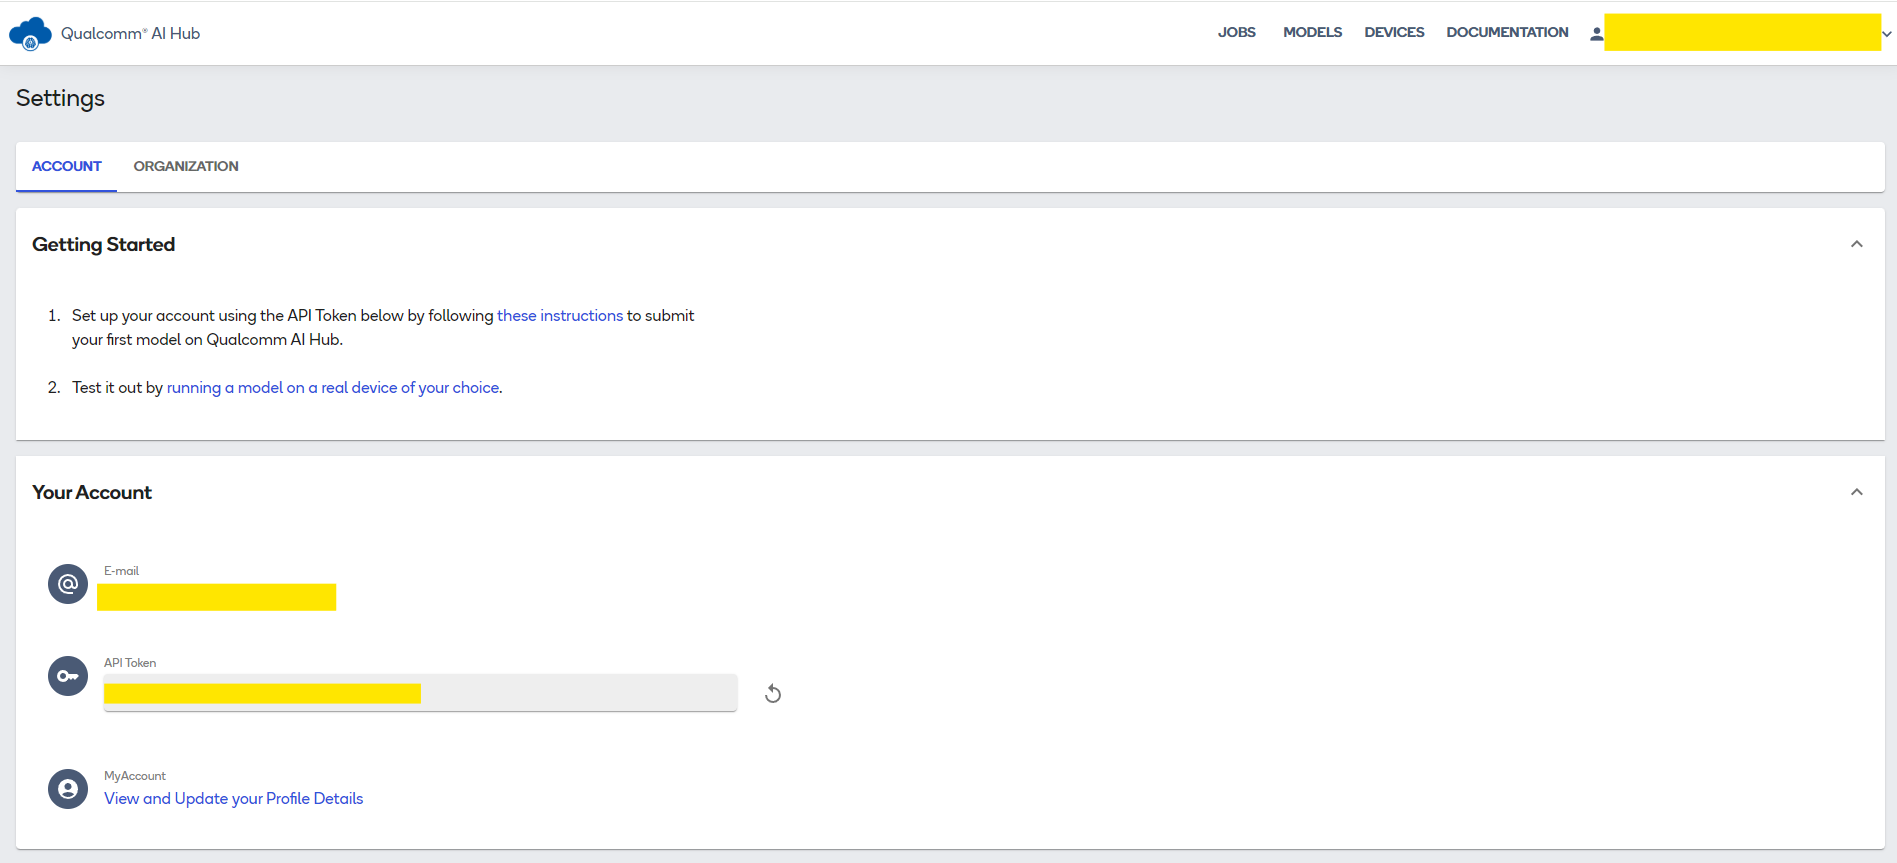 Qualcomm® AI Hub
JOBS
MODELS
DEVICES
DOCUMENTATION
Settings
ACCOUNT
ORGANIZATION
Getting Started
1. Set up your account using the API Token below by following these instructions to submit
your first model on Qualcomm AI Hub.
2. Test it out by running a model on a real device of your choice.
Your Account
E-mail
API Token
MyAccount
View and Update your Profile Details